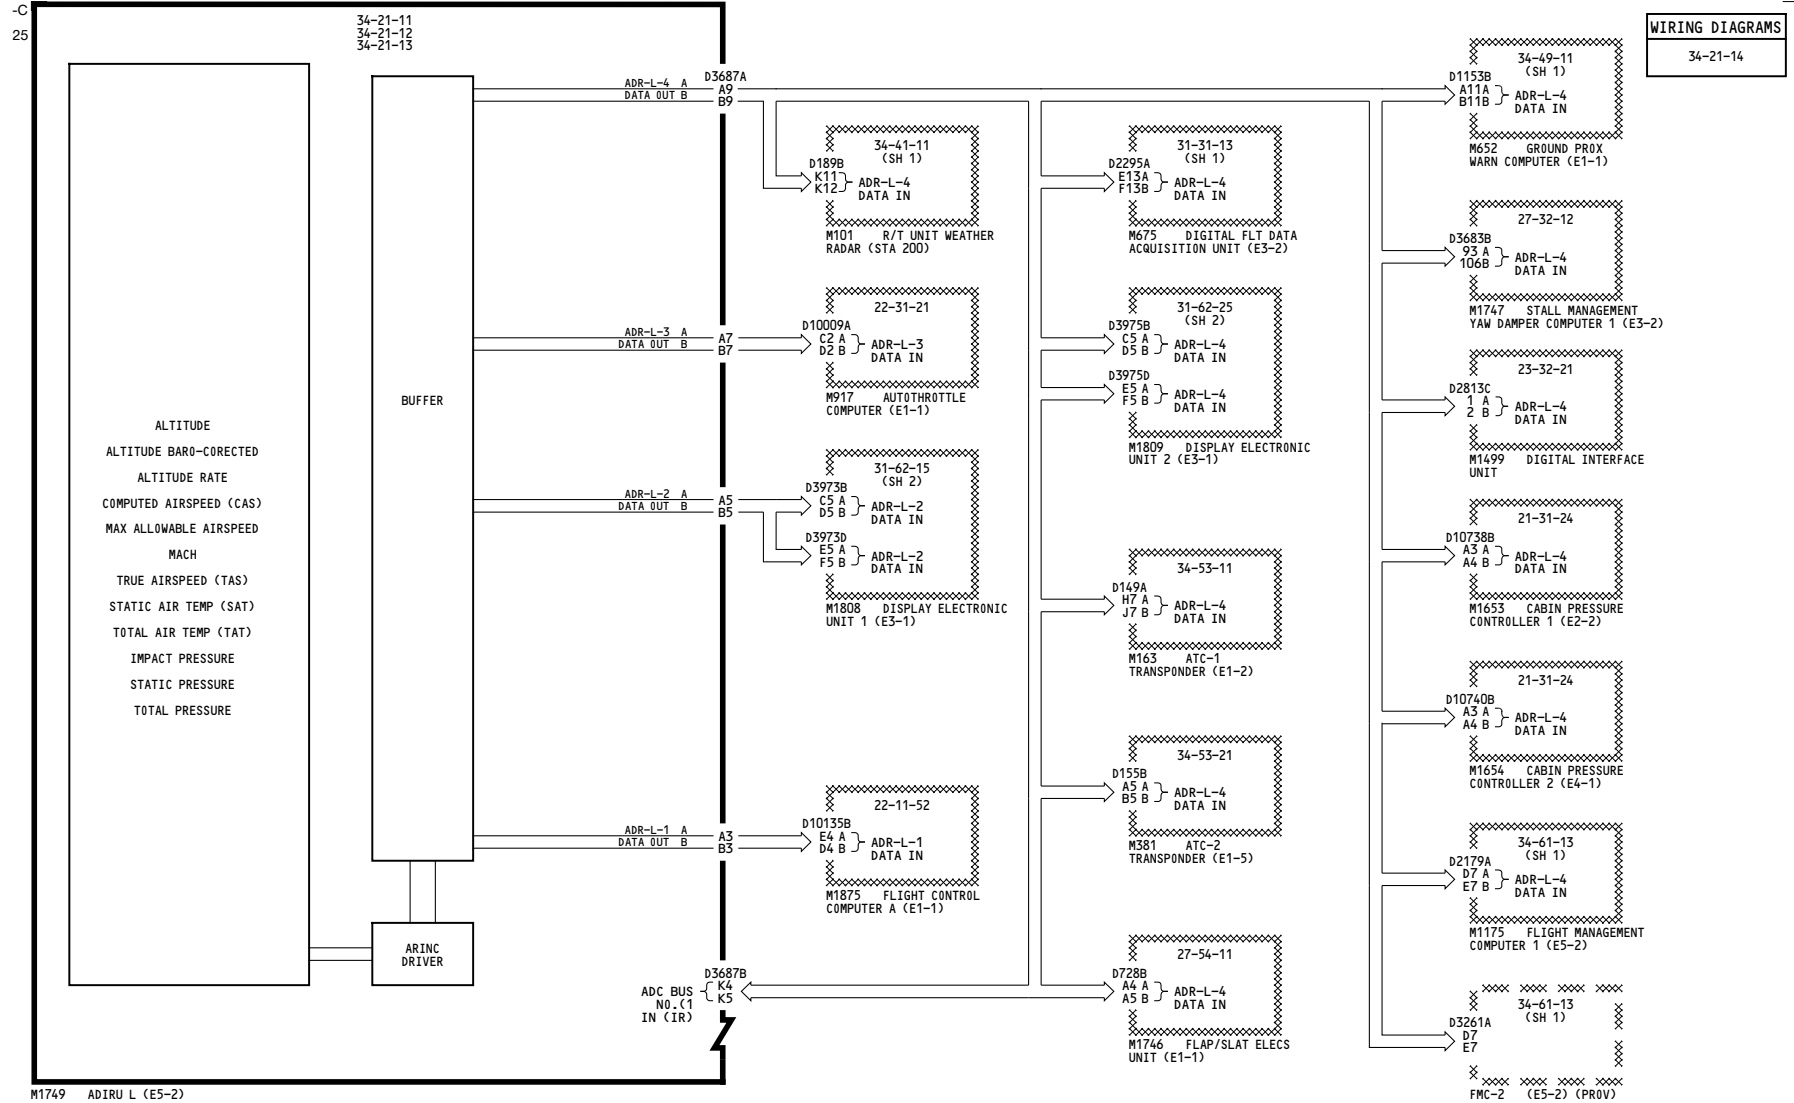 -C
25
34-21-11
34-21-12
34-21-13
WIRING DIAGRAMS
34-21-14
ALTITUDE
ALTITUDE BARO-CORECTED
ALTITUDE RATE
COMPUTED AIRSPEED (CAS)
MAX ALLOWABLE AIRSPEED
MACH
TRUE AIRSPEED (TAS)
STATIC AIR TEMP (SAT)
TOTAL AIR TEMP (TAT)
IMPACT PRESSURE
STATIC PRESSURE
TOTAL PRESSURE
BUFFER
ARINC
DRIVER
M1749 ADIRU L (E5-2)
D3687A
ADR-L-4 A A9
DATA OUT B B9
ADR-L-3 A A7
DATA OUT B B7
ADR-L-2 A A5
DATA OUT B B5
ADR-L-1 A A3
DATA OUT B B3
D3687B
ADC BUS K4
NO.(1 K5
IN (IR)
34-41-11
(SH 1)
D189B
K11
K12
ADR-L-4
DATA IN
M101 R/T UNIT WEATHER
RADAR (STA 200)
22-31-21
D10009A
C2 A
D2 B
ADR-L-3
DATA IN
M917 AUTOTHROTTLE
COMPUTER (E1-1)
31-62-15
(SH 2)
D3973B
C5 A
D5 B
ADR-L-2
DATA IN
D3973D
E5 A
F5 B
ADR-L-2
DATA IN
M1808 DISPLAY ELECTRONIC
UNIT 1 (E3-1)
22-11-52
D10135B
E4 A
D4 B
ADR-L-1
DATA IN
M1875 FLIGHT CONTROL
COMPUTER A (E1-1)
31-31-13
(SH 1)
D2295A
E13A
F13B
ADR-L-4
DATA IN
M675 DIGITAL FLT DATA
ACQUISITION UNIT (E3-2)
31-62-25
(SH 2)
D3975B
C5 A
D5 B
ADR-L-4
DATA IN
D3975D
E5 A
F5 B
ADR-L-4
DATA IN
M1809 DISPLAY ELECTRONIC
UNIT 2 (E3-1)
34-53-11
D149A
H7 A
J7 B
ADR-L-4
DATA IN
M163 ATC-1
TRANSPONDER (E1-2)
34-53-21
D155B
A5 A
B5 B
ADR-L-4
DATA IN
M381 ATC-2
TRANSPONDER (E1-5)
27-54-11
D728B
A4 A
A5 B
ADR-L-4
DATA IN
M1746 FLAP/SLAT ELECS
UNIT (E1-1)
34-49-11
(SH 1)
D1153B
A11A
B11B
ADR-L-4
DATA IN
M652 GROUND PROX
WARN COMPUTER (E1-1)
27-32-12
D3683B
93 A
106B
ADR-L-4
DATA IN
M1747 STALL MANAGEMENT
YAW DAMPER COMPUTER 1 (E3-2)
23-32-21
D2813C
1 A
2 B
ADR-L-4
DATA IN
M1499 DIGITAL INTERFACE
UNIT
21-31-24
D10738B
A3 A
A4 B
ADR-L-4
DATA IN
M1653 CABIN PRESSURE
CONTROLLER 1 (E2-2)
21-31-24
D10740B
A3 A
A4 B
ADR-L-4
DATA IN
M1654 CABIN PRESSURE
CONTROLLER 2 (E4-1)
34-61-13
(SH 1)
D2179A
D7 A
E7 B
ADR-L-4
DATA IN
M1175 FLIGHT MANAGEMENT
COMPUTER 1 (E5-2)
34-61-13
(SH 1)
D3261A
D7
E7
FMC-2 (E5-2) (PROV)